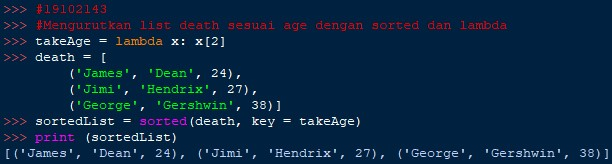 >>> #19102143
>>> #Mengurutkan list death sesuai age dengan sorted dan lambda
>>> takeAge = lambda x: x[2]
>>> death = [
        ('James', 'Dean', 24),
        ('Jimi', 'Hendrix', 27),
        ('George', 'Gershwin', 38)]
>>> sortedList = sorted(death, key = takeAge)
>>> print (sortedList)
[('James', 'Dean', 24), ('Jimi', 'Hendrix', 27), ('George', 'Gershwin', 38)]